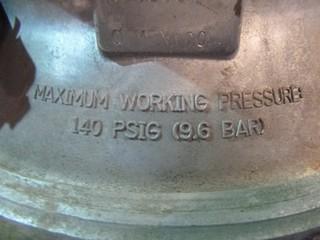 MAXIMUM WORKING PRESSURE
140 PSIG (9.6 BAR)